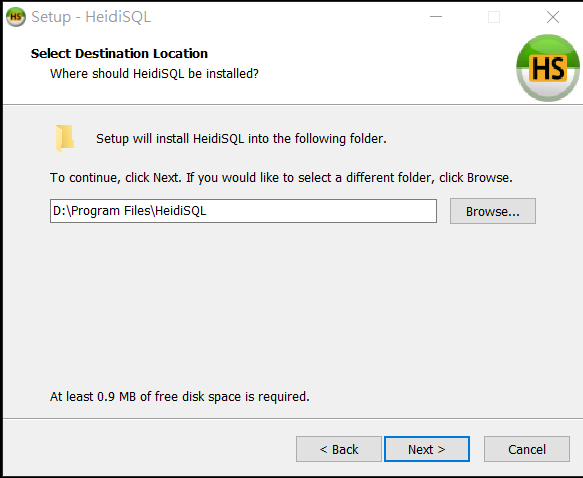 Setup - HeidiSQL
Select Destination Location
Where should HeidiSQL be installed?
HS
Setup will install HeidiSQL into the following folder.
To continue, click Next. If you would like to select a different folder, click Browse.
D:\Program Files\HeidiSQL
Browse...
At least 0.9 MB of free disk space is required.
< Back
Next >
Cancel